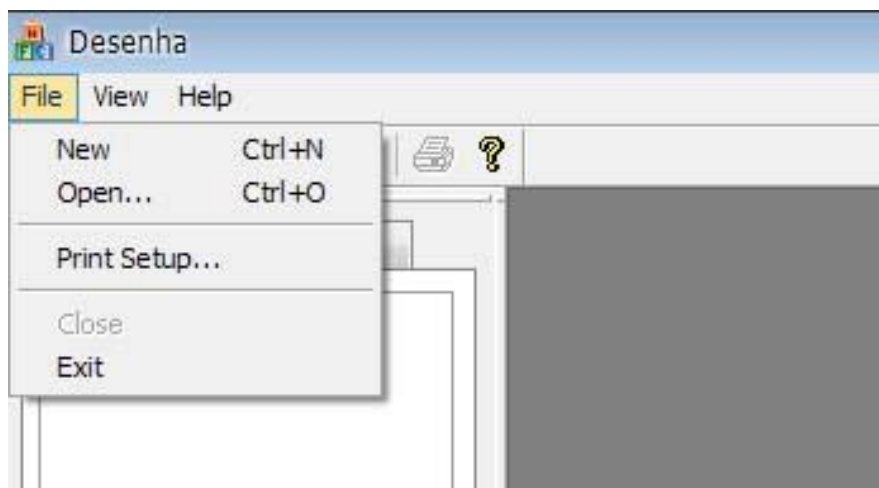 Desenha
File View Help
New Ctrl+N
Open... Ctrl+O
Print Setup...
Close
Exit